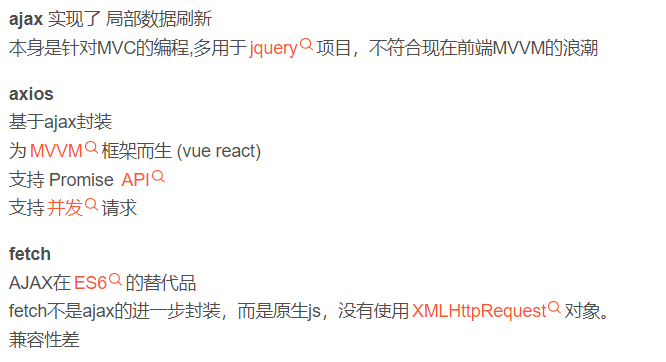 ajax 实现了 局部数据刷新
本身是针对MVC的编程,多用于 jquery 项目，不符合现在前端MVVM的浪潮
axios
基于ajax封装
为 MVVM 框架而生 (vue react)
支持 Promise API
支持 并发 请求
fetch
AJAX在 ES6 的替代品
fetch不是ajax的进一步封装，而是原生js，没有使用 XMLHttpRequest 对象。
兼容性差